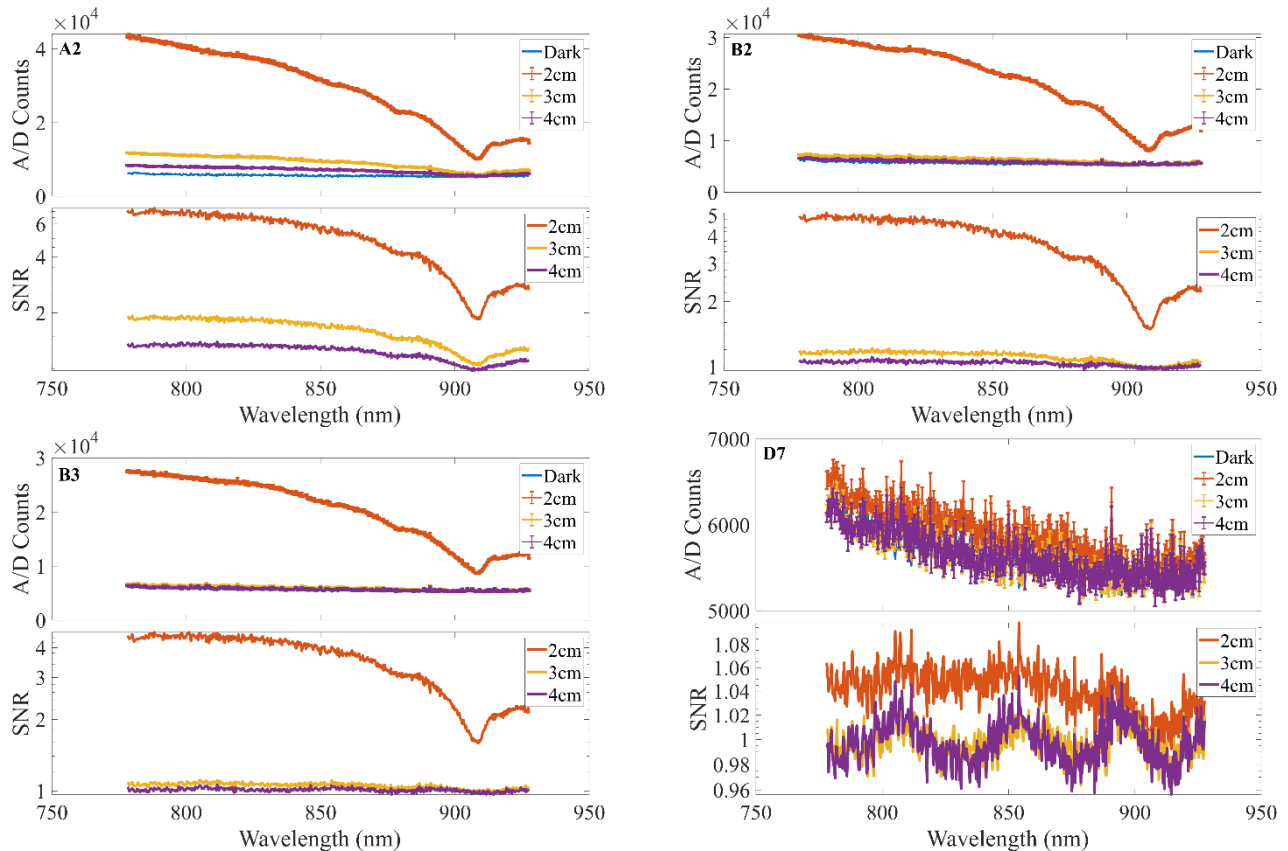 ×10⁴
A2
A/D Counts
4
2
0
Dark
2cm
3cm
4cm
SNR
6
4
2
2cm
3cm
4cm
750 800 850 900 950
Wavelength (nm)
×10⁴
B2
A/D Counts
3
2
1
0
Dark
2cm
3cm
4cm
SNR
5
4
3
2
1
2cm
3cm
4cm
750 800 850 900 950
Wavelength (nm)
×10⁴
B3
A/D Counts
3
2
1
0
Dark
2cm
3cm
4cm
SNR
4
3
2
1
2cm
3cm
4cm
750 800 850 900 950
Wavelength (nm)
D7
A/D Counts
7000
6000
5000
Dark
2cm
3cm
4cm
SNR
1.08
1.06
1.04
1.02
1
0.98
0.96
2cm
3cm
4cm
750 800 850 900 950
Wavelength (nm)